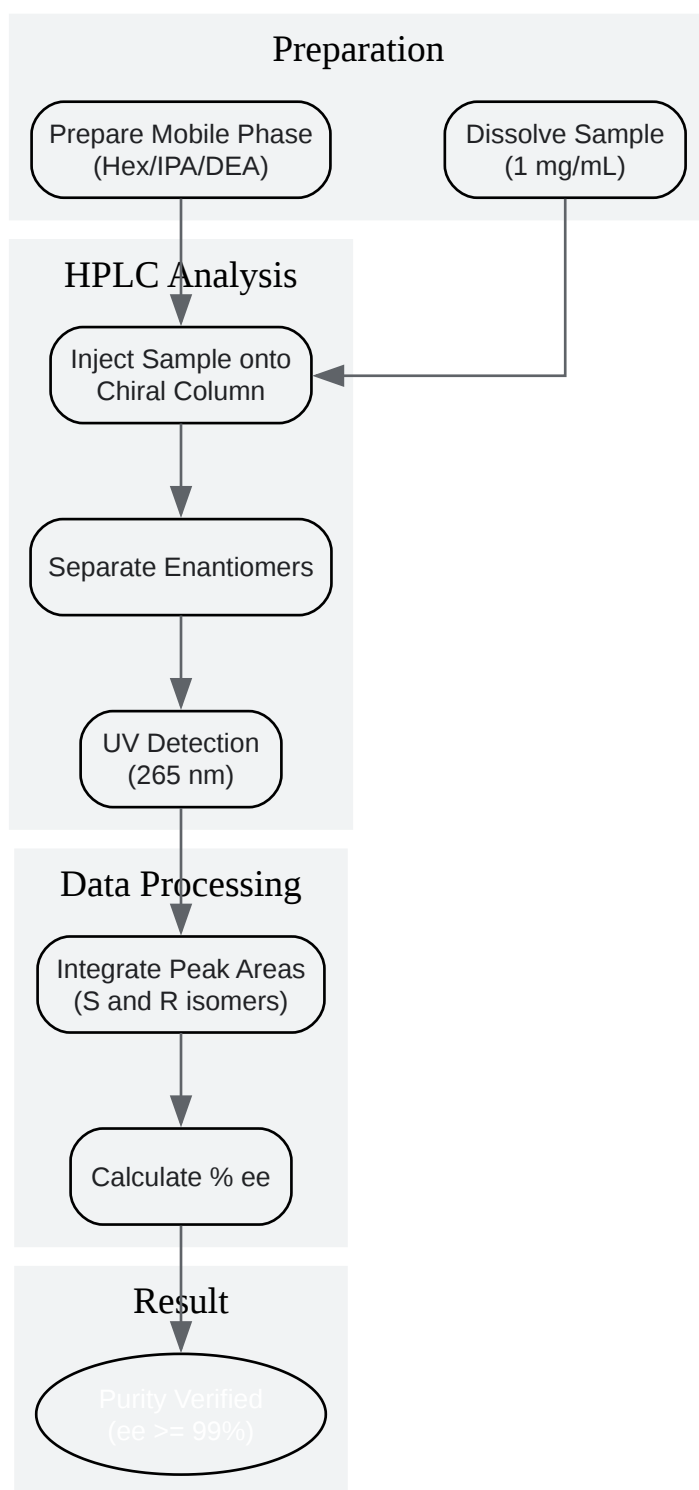 Preparation
Prepare Mobile Phase
(Hex/IPA/DEA)
Dissolve Sample
(1 mg/mL)
HPLC Analysis
Inject Sample onto
Chiral Column
Separate Enantiomers
UV Detection
(265 nm)
Data Processing
Integrate Peak Areas
(S and R isomers)
Calculate % ee
Result
Purity Verified
(ee >= 99%)